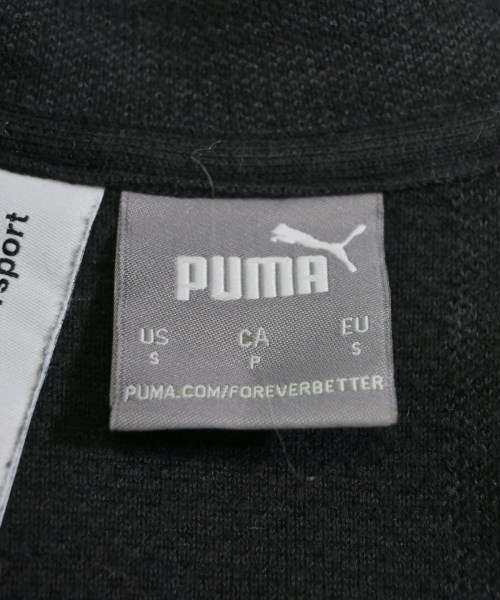 PUMA
US CA EU
S P S
PUMA.COM/FOREVERBETTER
sport